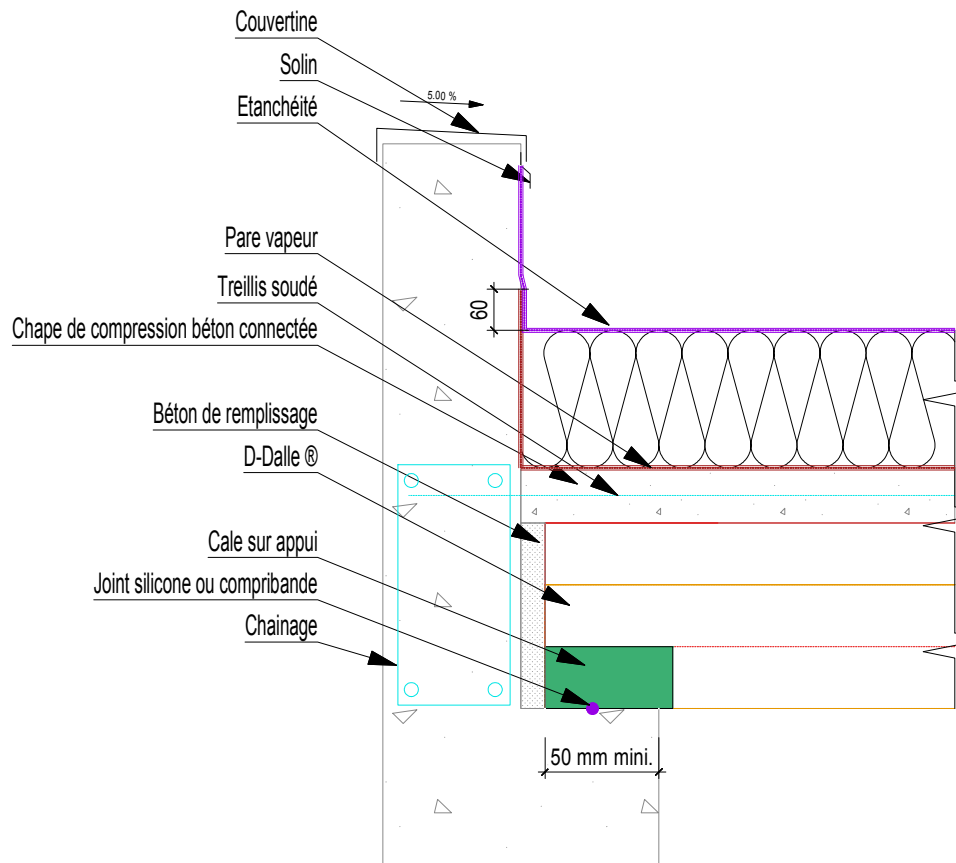 Couvertine
Solin
5.00 %
Etanchéité
Pare vapeur
Treillis soudé
60
Chape de compression béton connectée
Béton de remplissage
D-Dalle ®
Cale sur appui
Joint silicone ou compribande
Chainage
50 mm mini.